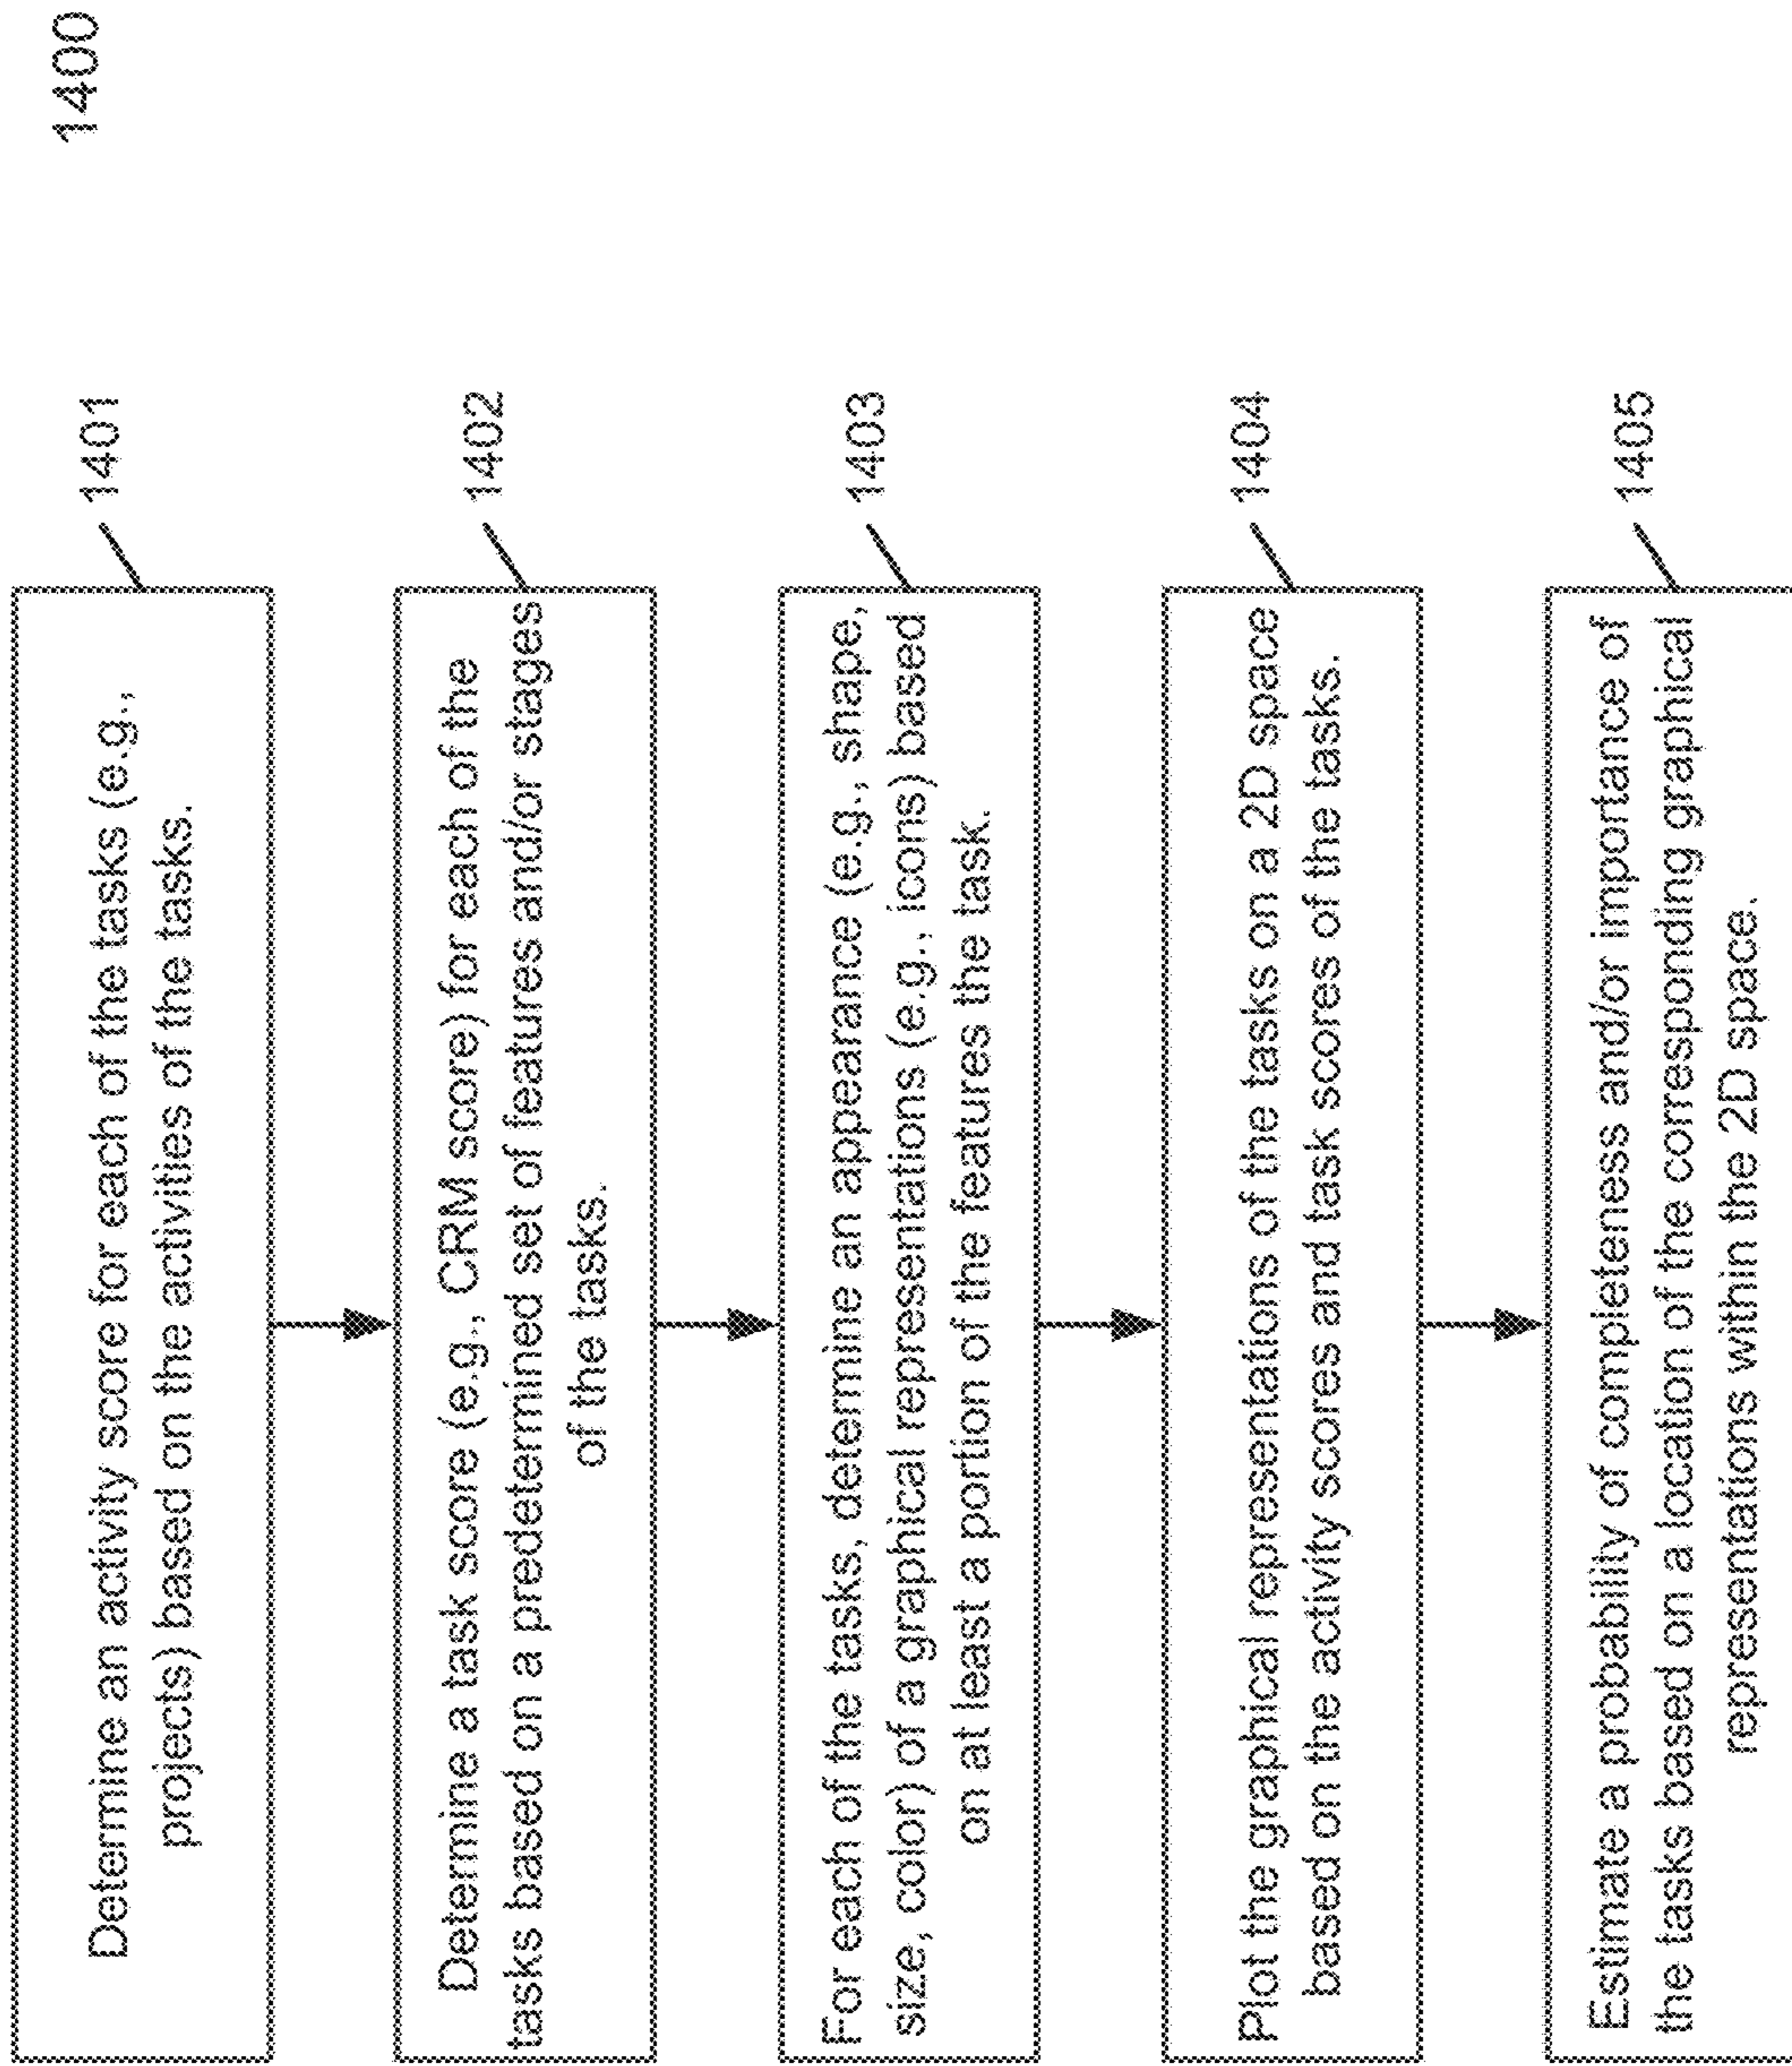 1400
Determine an activity score for each of the tasks (e.g.,
projects) based on the activities of the tasks.
1401
Determine a task score (e.g., CRM score) for each of the
tasks based on a predetermined set of features and/or stages
of the tasks.
1402
For each of the tasks, determine an appearance (e.g., shape,
size, color) of a graphical representations (e.g., icons) based
on at least a portion of the features the task.
1403
Plot the graphical representations of the tasks on a 2D space
based on the activity scores and task scores of the tasks.
1404
Estimate a probability of completeness and/or importance of
the tasks based on a location of the corresponding graphical
representations within the 2D space.
1405